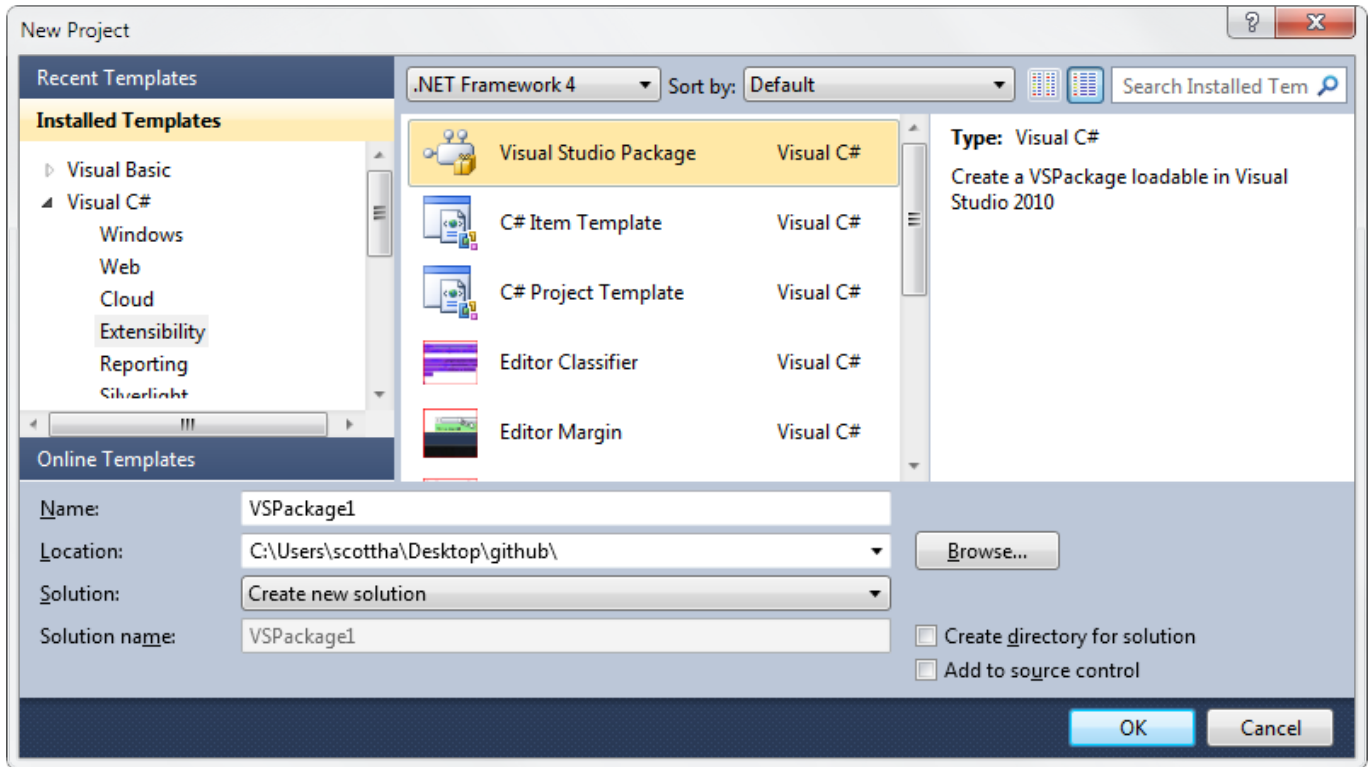 New Project
Recent Templates
.NET Framework 4 Sort by: Default Search Installed Tem
Installed Templates
Visual Basic
Visual C#
Windows
Web
Cloud
Extensibility
Reporting
Silverlight
Online Templates
Visual Studio Package Visual C#
C# Item Template Visual C#
C# Project Template Visual C#
Editor Classifier Visual C#
Editor Margin Visual C#
Type: Visual C#
Create a VSPackage loadable in Visual
Studio 2010
Name: VSPackage1
Location: C:\Users\scottha\Desktop\github\ Browse...
Solution: Create new solution
Solution name: VSPackage1 Create directory for solution
Add to source control
OK Cancel